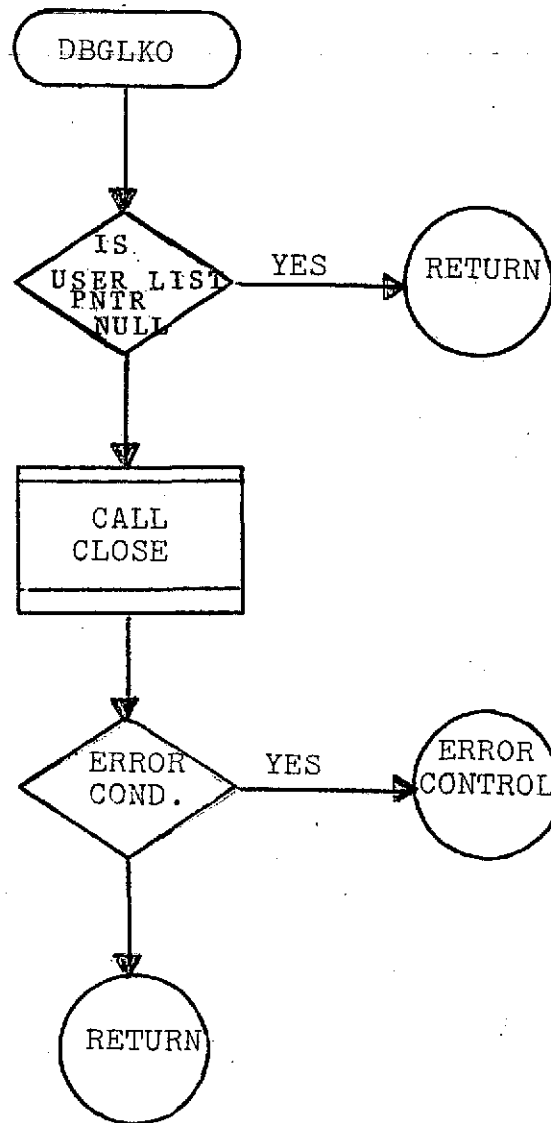 DBGLKO
IS
USER LIST
PNTR
NULL
YES
RETURN
CALL
CLOSE
ERROR
COND.
YES
ERROR
CONTROL
RETURN